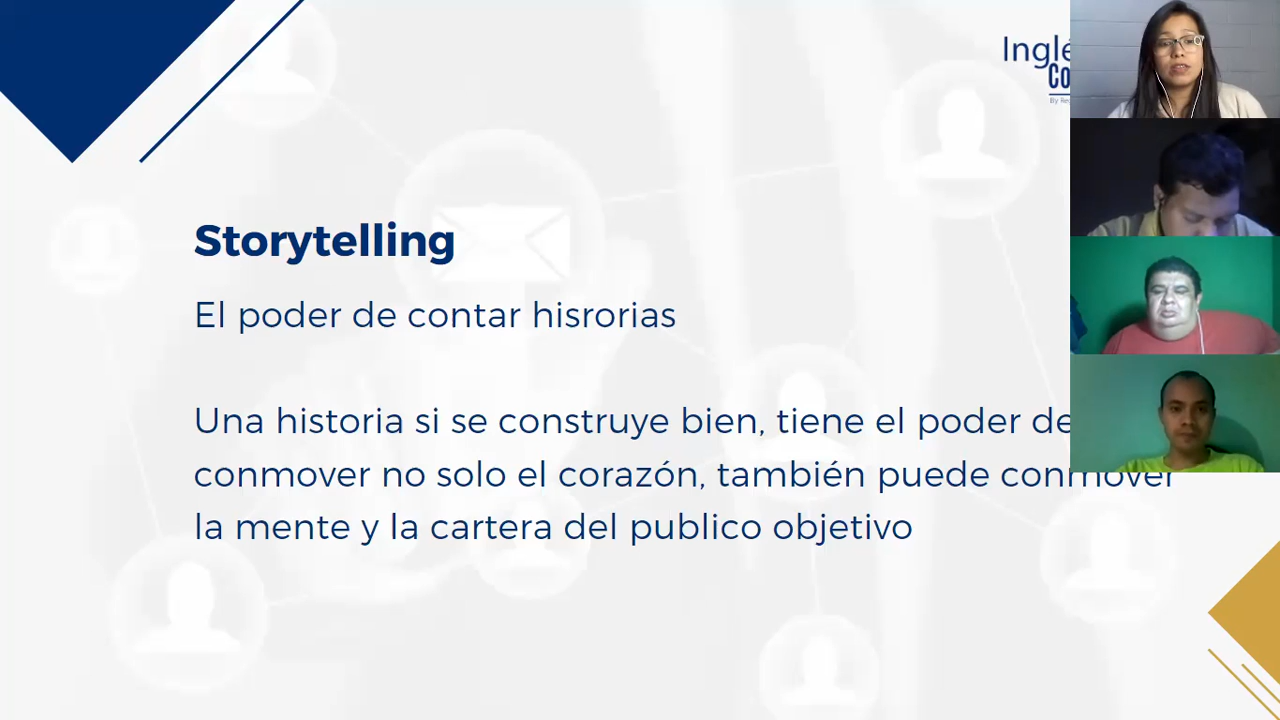 Storytelling
El poder de contar hisrorias
Una historia si se construye bien, tiene el poder de
conmover no solo el corazón, también puede conmover
la mente y la cartera del publico objetivo